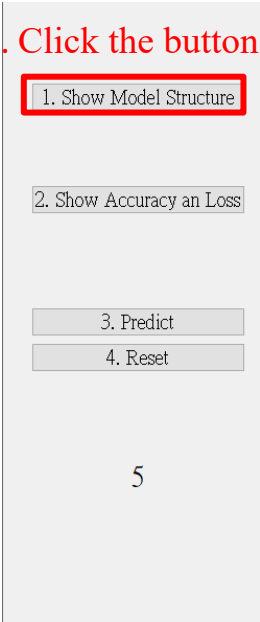 . Click the button
1. Show Model Structure
2. Show Accuracy an Loss
3. Predict
4. Reset
5